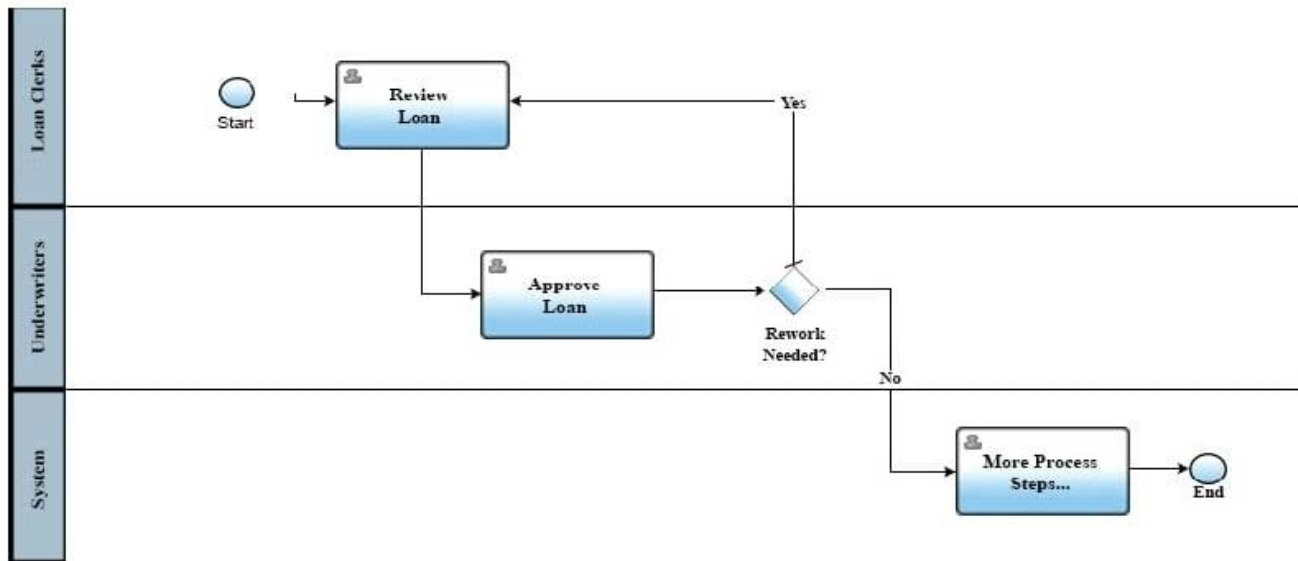 Loan Clerks
Start
Review
Loan
Yes
Underwriters
Approve
Loan
Rework
Needed?
No
System
More Process
Steps...
End